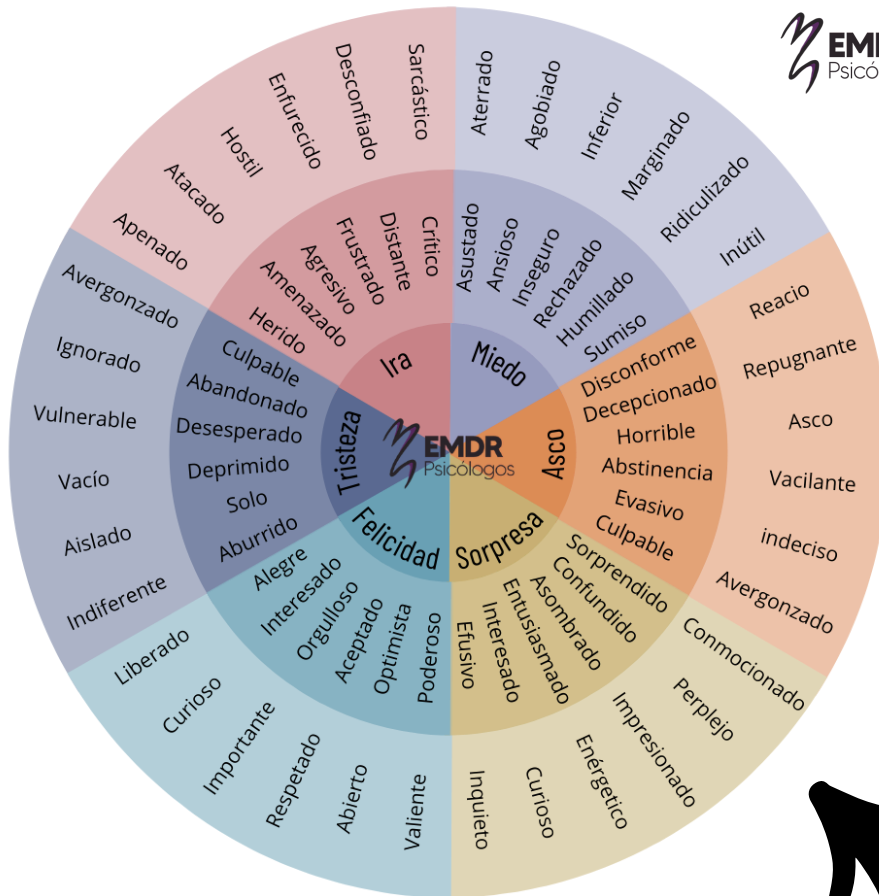 EMD
Psicó
Sarcástico
Desconfiado
Enfurecido
Hostil
Atacado
Apenado
Aterrado
Agobiado
Inferior
Marginado
Ridiculizado
Inútil
Crítico
Distante
Frustrado
Agresivo
Amenazado
Herido
Ira
Asustado
Ansioso
Inseguro
Rechazado
Humillado
Sumiso
Miedo
Reacio
Repugnante
Asco
Vacilante
indeciso
Avergonzado
Disconforme
Decepcionado
Horrible
Abstinencia
Evasivo
Culpable
Asco
Avergonzado
Ignorado
Vulnerable
Vacío
Aislado
Indiferente
Culpable
Abandonado
Desesperado
Deprimido
Solo
Aburrido
Tristeza
EMDR
Psicólogos
Felicidad
Alegre
Interesado
Orgulloso
Aceptado
Optimista
Poderoso
Liberado
Curioso
Importante
Respetado
Abierto
Valiente
Sorpresa
Sorprendido
Confundido
Asombrado
Entusiasmado
Interesado
Efusivo
Conmocionado
Perplejo
Impresionado
Enérgetico
Curioso
Inquieto